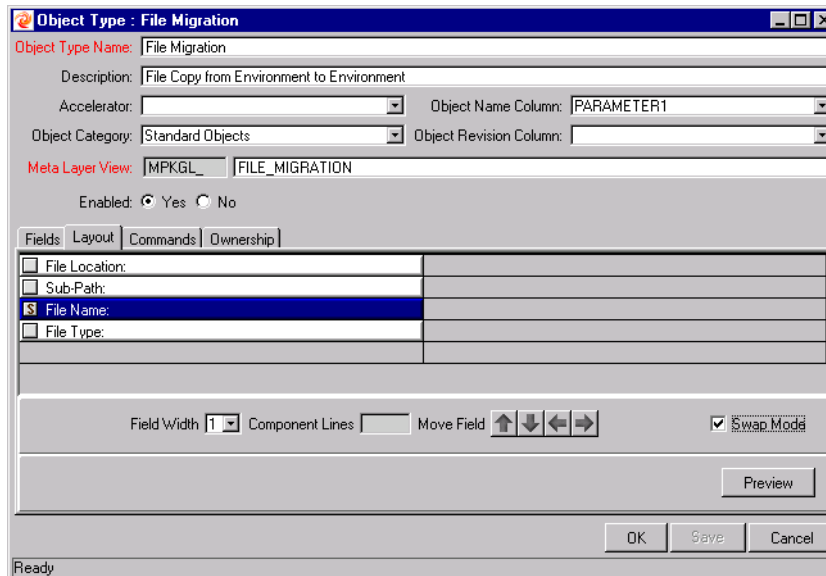 Object Type : File Migration
Object Type Name: File Migration
Description: File Copy from Environment to Environment
Accelerator: Object Name Column: PARAMETER1
Object Category: Standard Objects Object Revision Column:
Meta Layer View: MPKGL_ FILE_MIGRATION
Enabled: Yes No
Fields Layout Commands Ownership
File Location:
Sub-Path:
S File Name:
File Type:
Field Width 1 Component Lines Move Field Swap Mode
Preview
OK Save Cancel
Ready